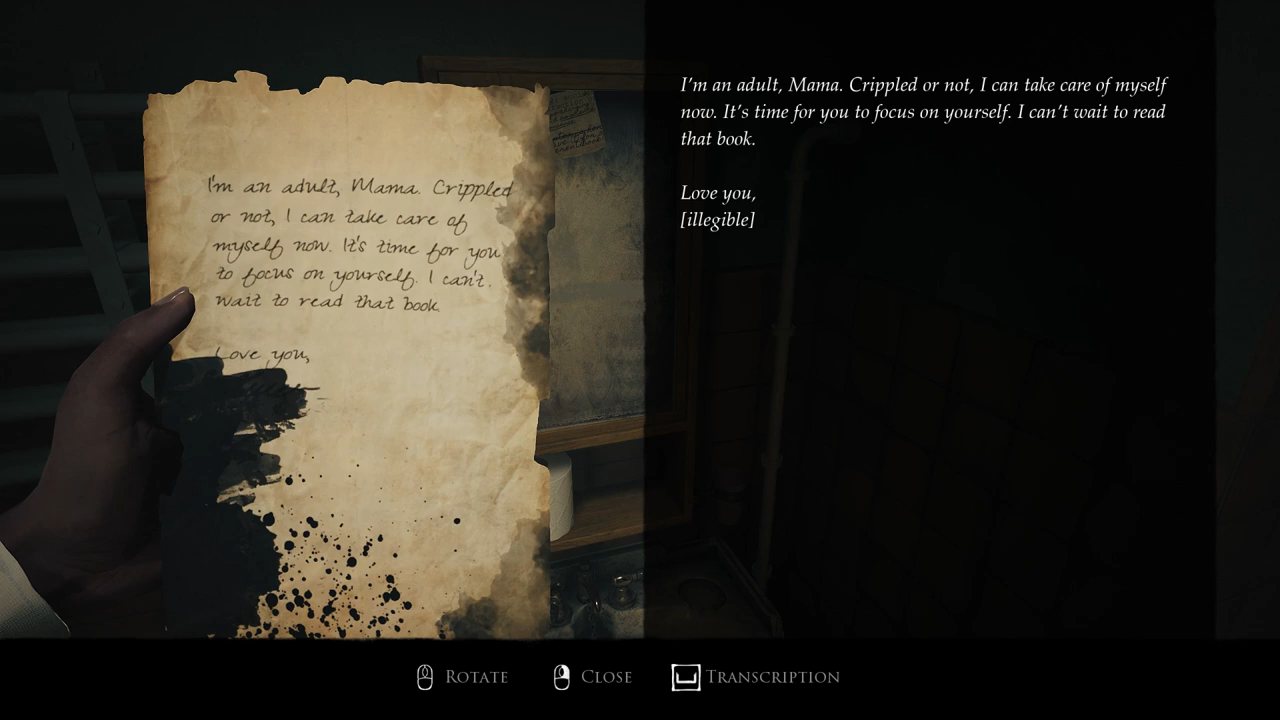 I'm an adult, Mama. Crippled
or not, I can take care of
myself now. It's time for you
to focus on yourself. I can't
wait to read that book.
Love you,
I'm an adult, Mama. Crippled or not, I can take care of myself
now. It's time for you to focus on yourself. I can't wait to read
that book.
Love you,
[illegible]
ROTATE
CLOSE
TRANSCRIPTION